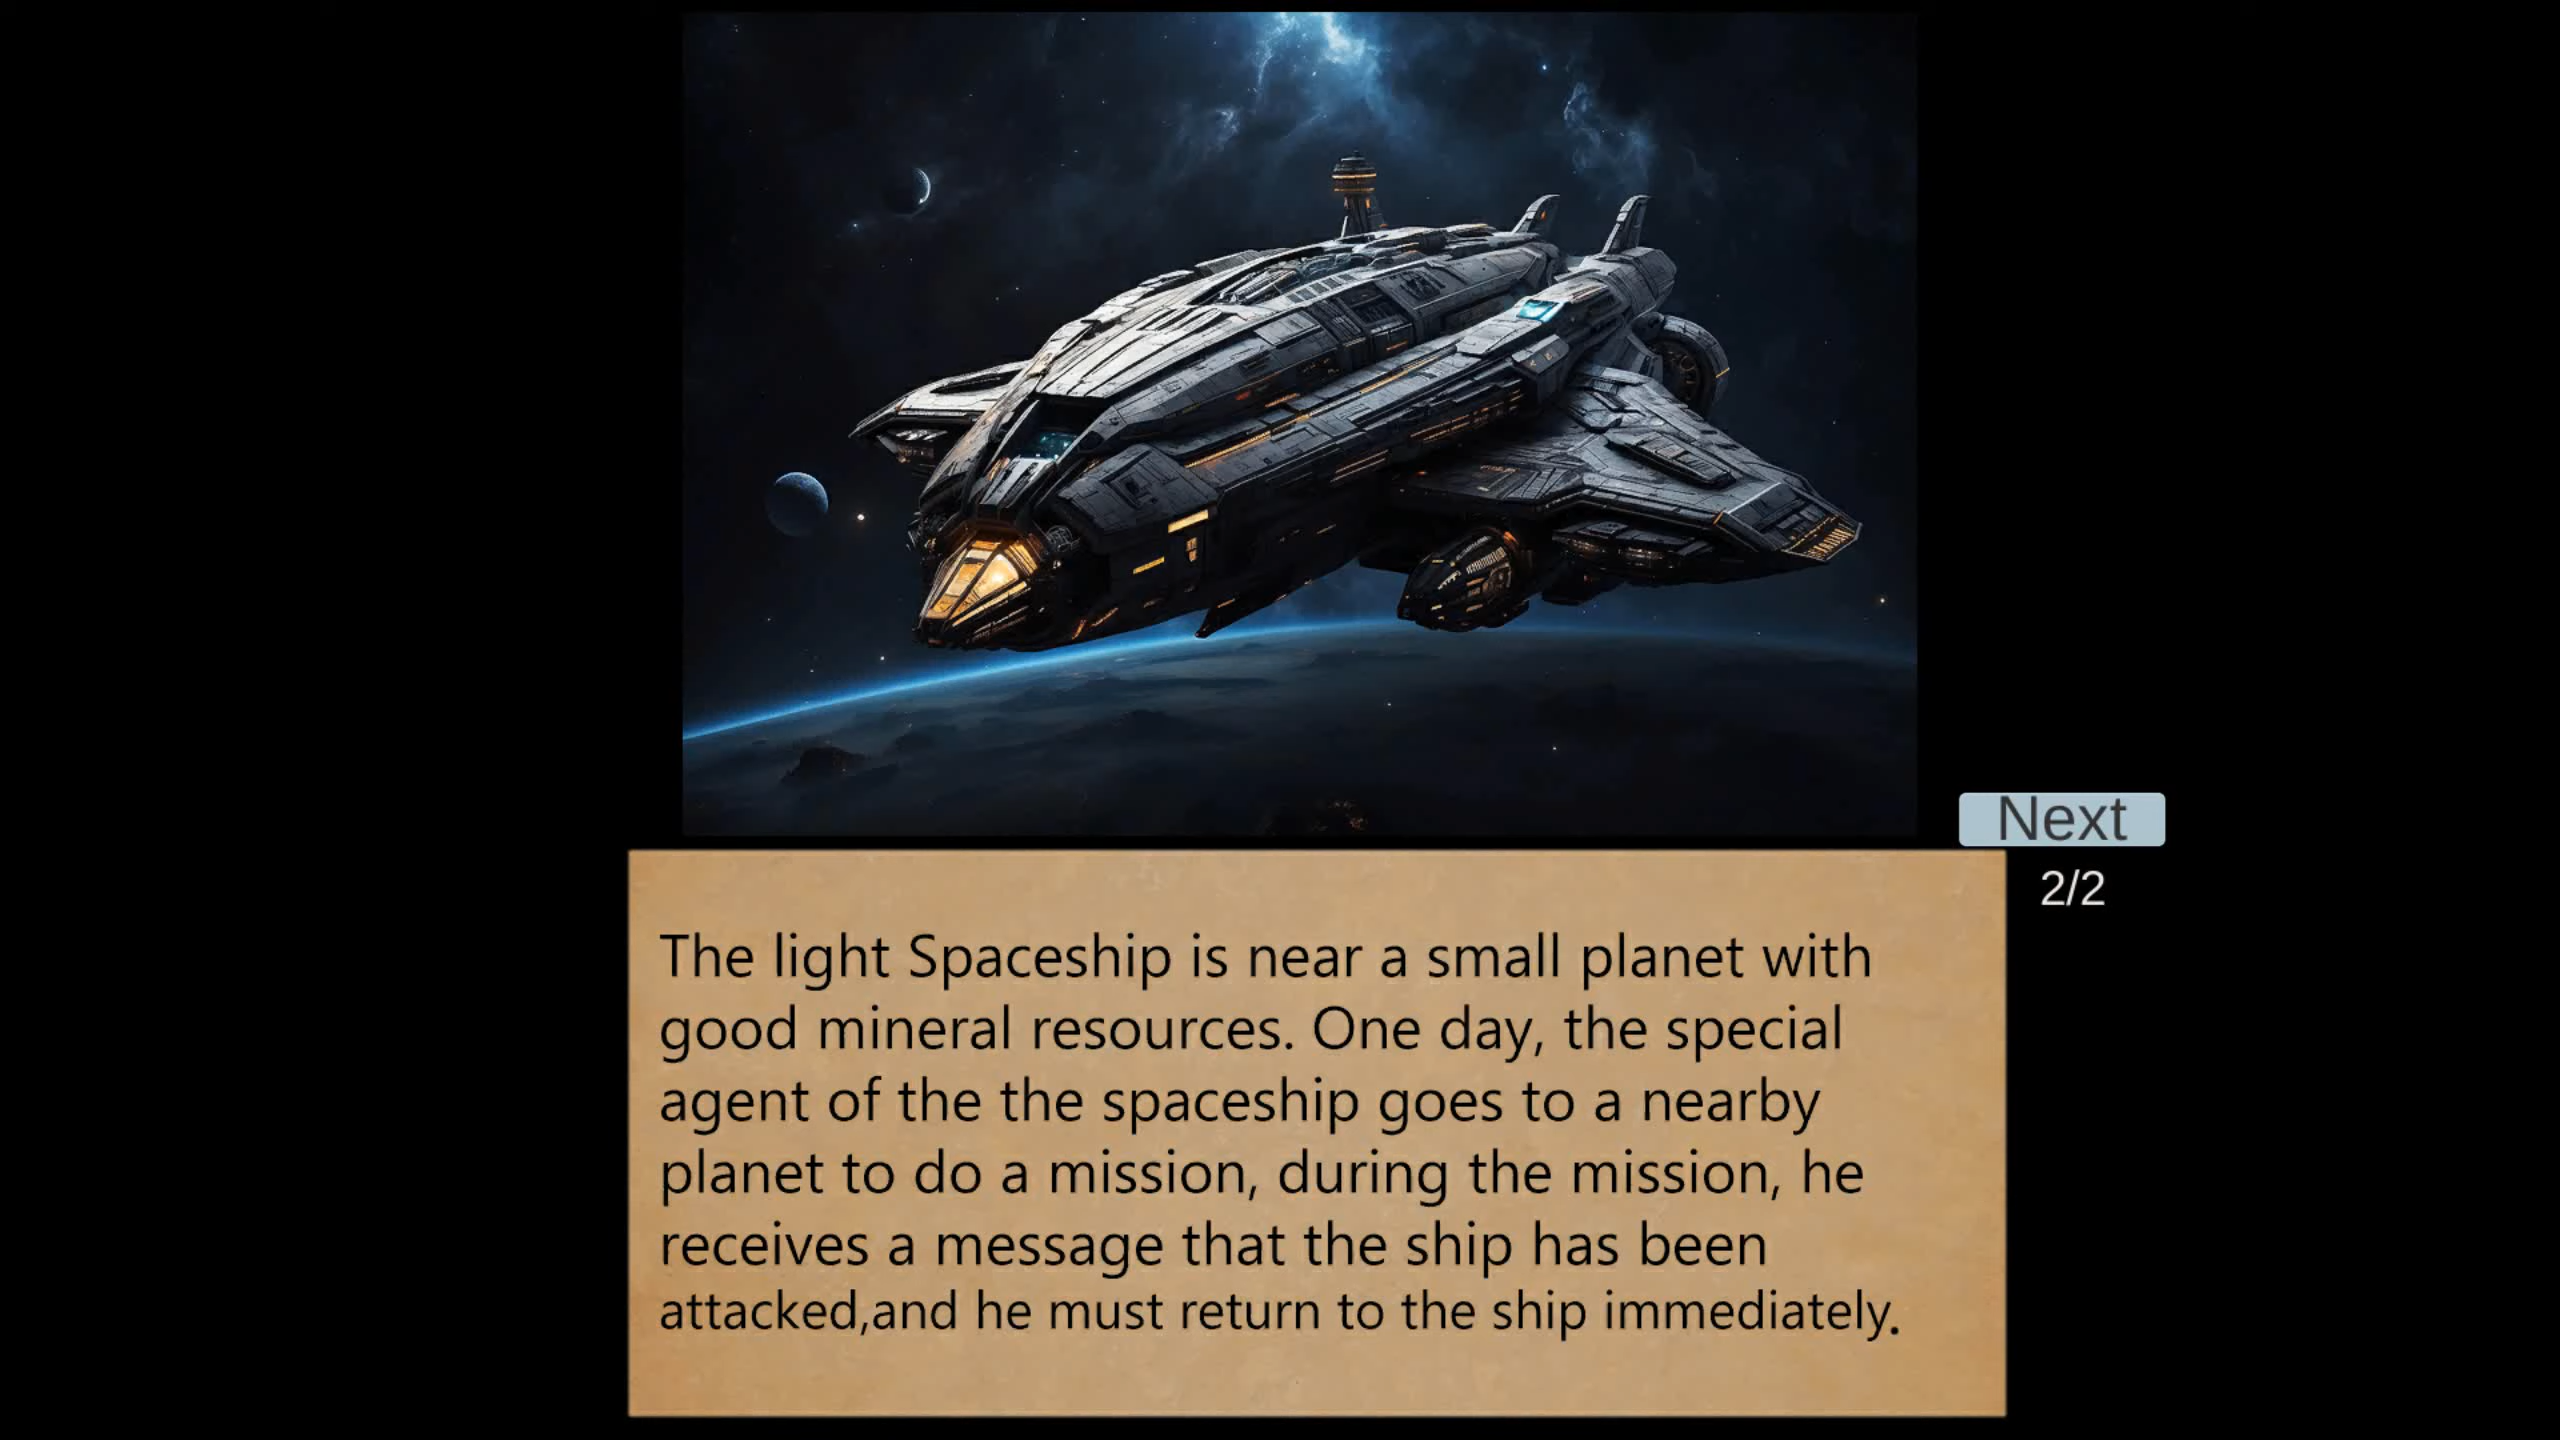 Next
2/2
The light Spaceship is near a small planet with
good mineral resources. One day, the special
agent of the the spaceship goes to a nearby
planet to do a mission, during the mission, he
receives a message that the ship has been
attacked,and he must return to the ship immediately.